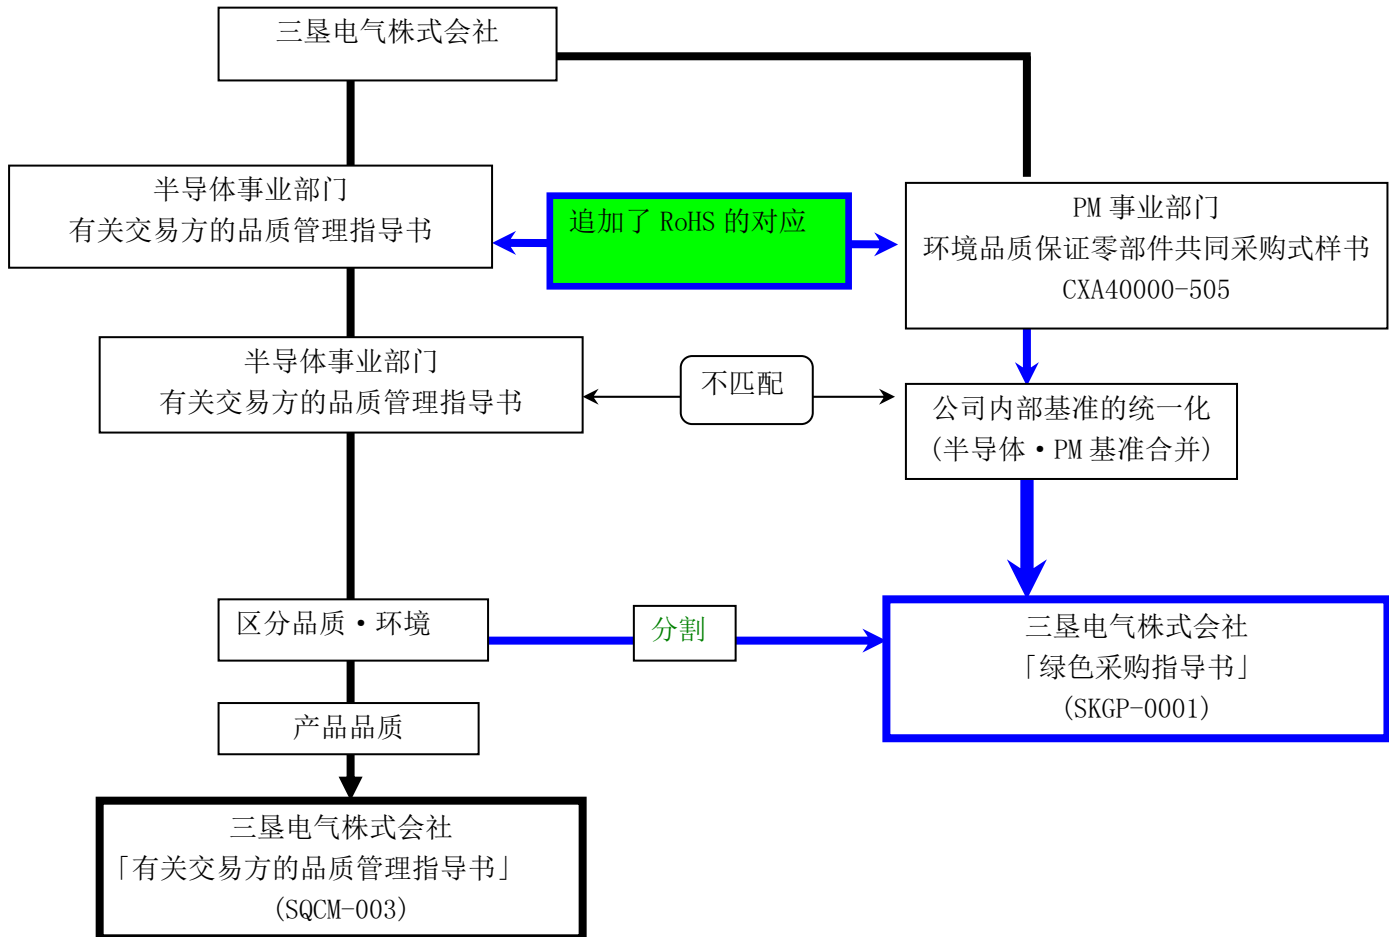 三垦电气株式会社
半导体事业部门
有关交易方的品质管理指导书
追加了 RoHS 的对应
PM 事业部门
环境品质保证零部件共同采购式样书
CXA40000-505
半导体事业部门
有关交易方的品质管理指导书
不匹配
公司内部基准的统一化
(半导体・PM 基准合并)
区分品质・环境
分割
三垦电气株式会社
「绿色采购指导书」
(SKGP-0001)
产品品质
三垦电气株式会社
「有关交易方的品质管理指导书」
(SQCM-003)